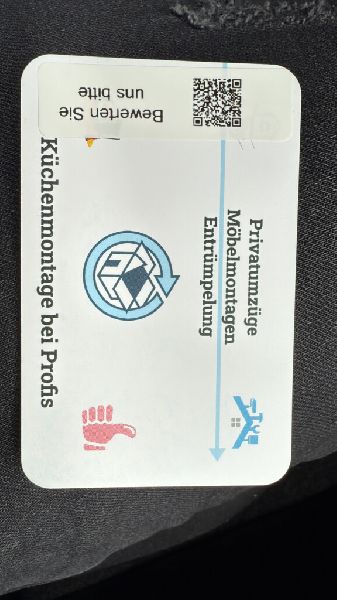 Privatumzüge
Möbelmontagen
Entrümpelung
Küchenmontage bei Profis
Bewerten Sie
uns bitte